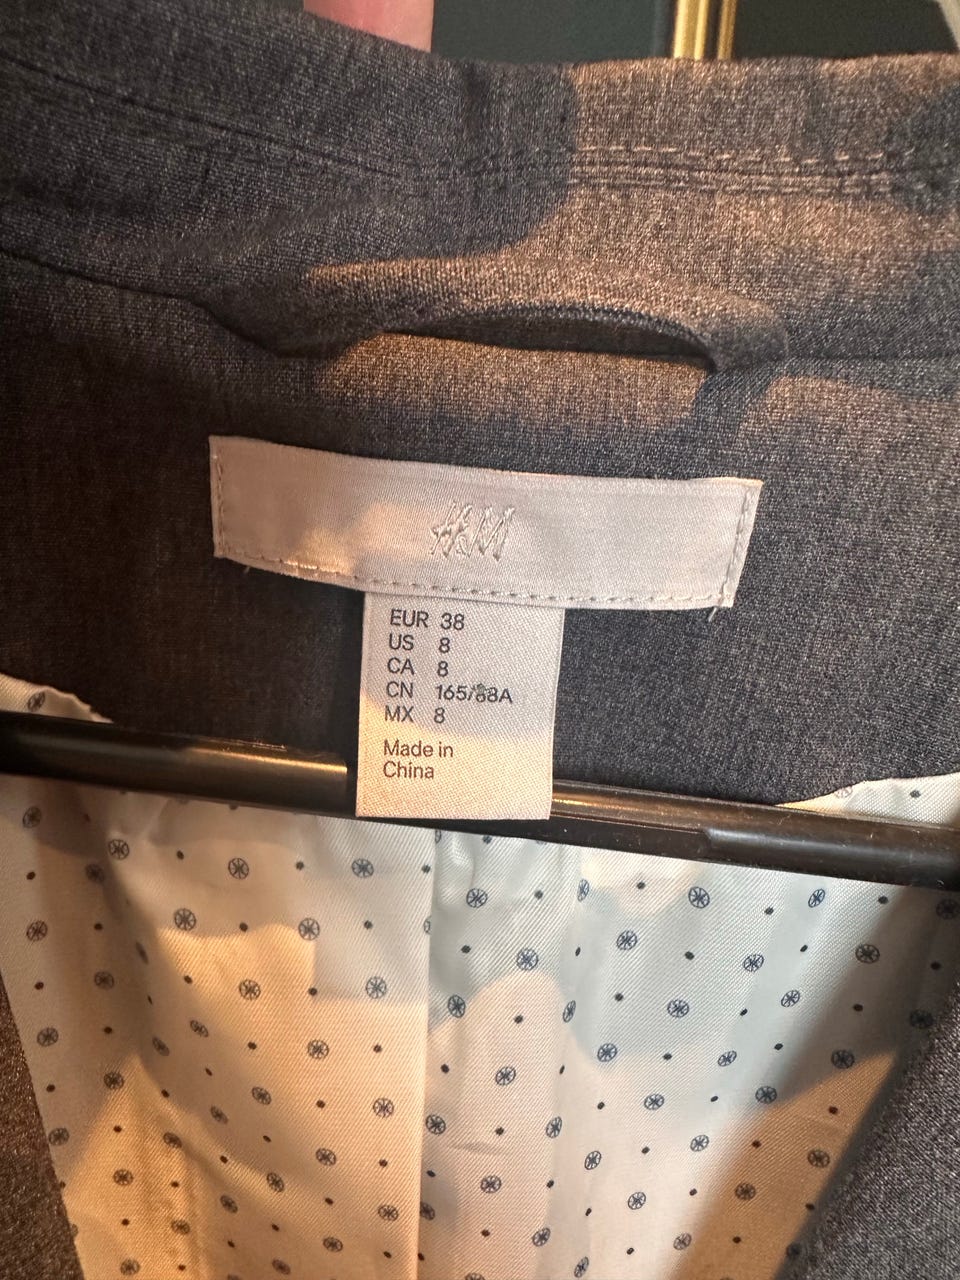 H&M
EUR 38
US 8
CA 8
CN 165/88A
MX 8
Made in
China